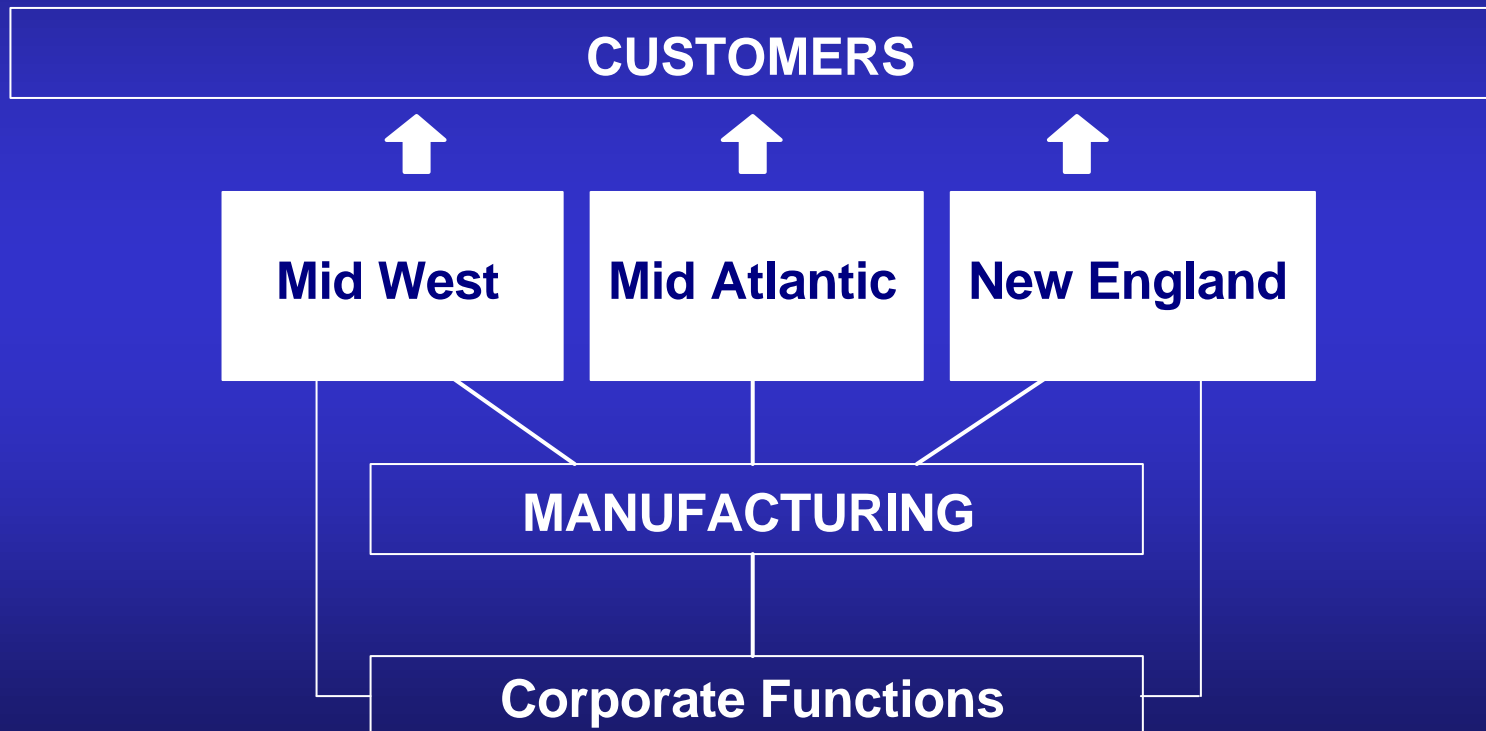 CUSTOMERS
Mid West
Mid Atlantic
New England
MANUFACTURING
Corporate Functions